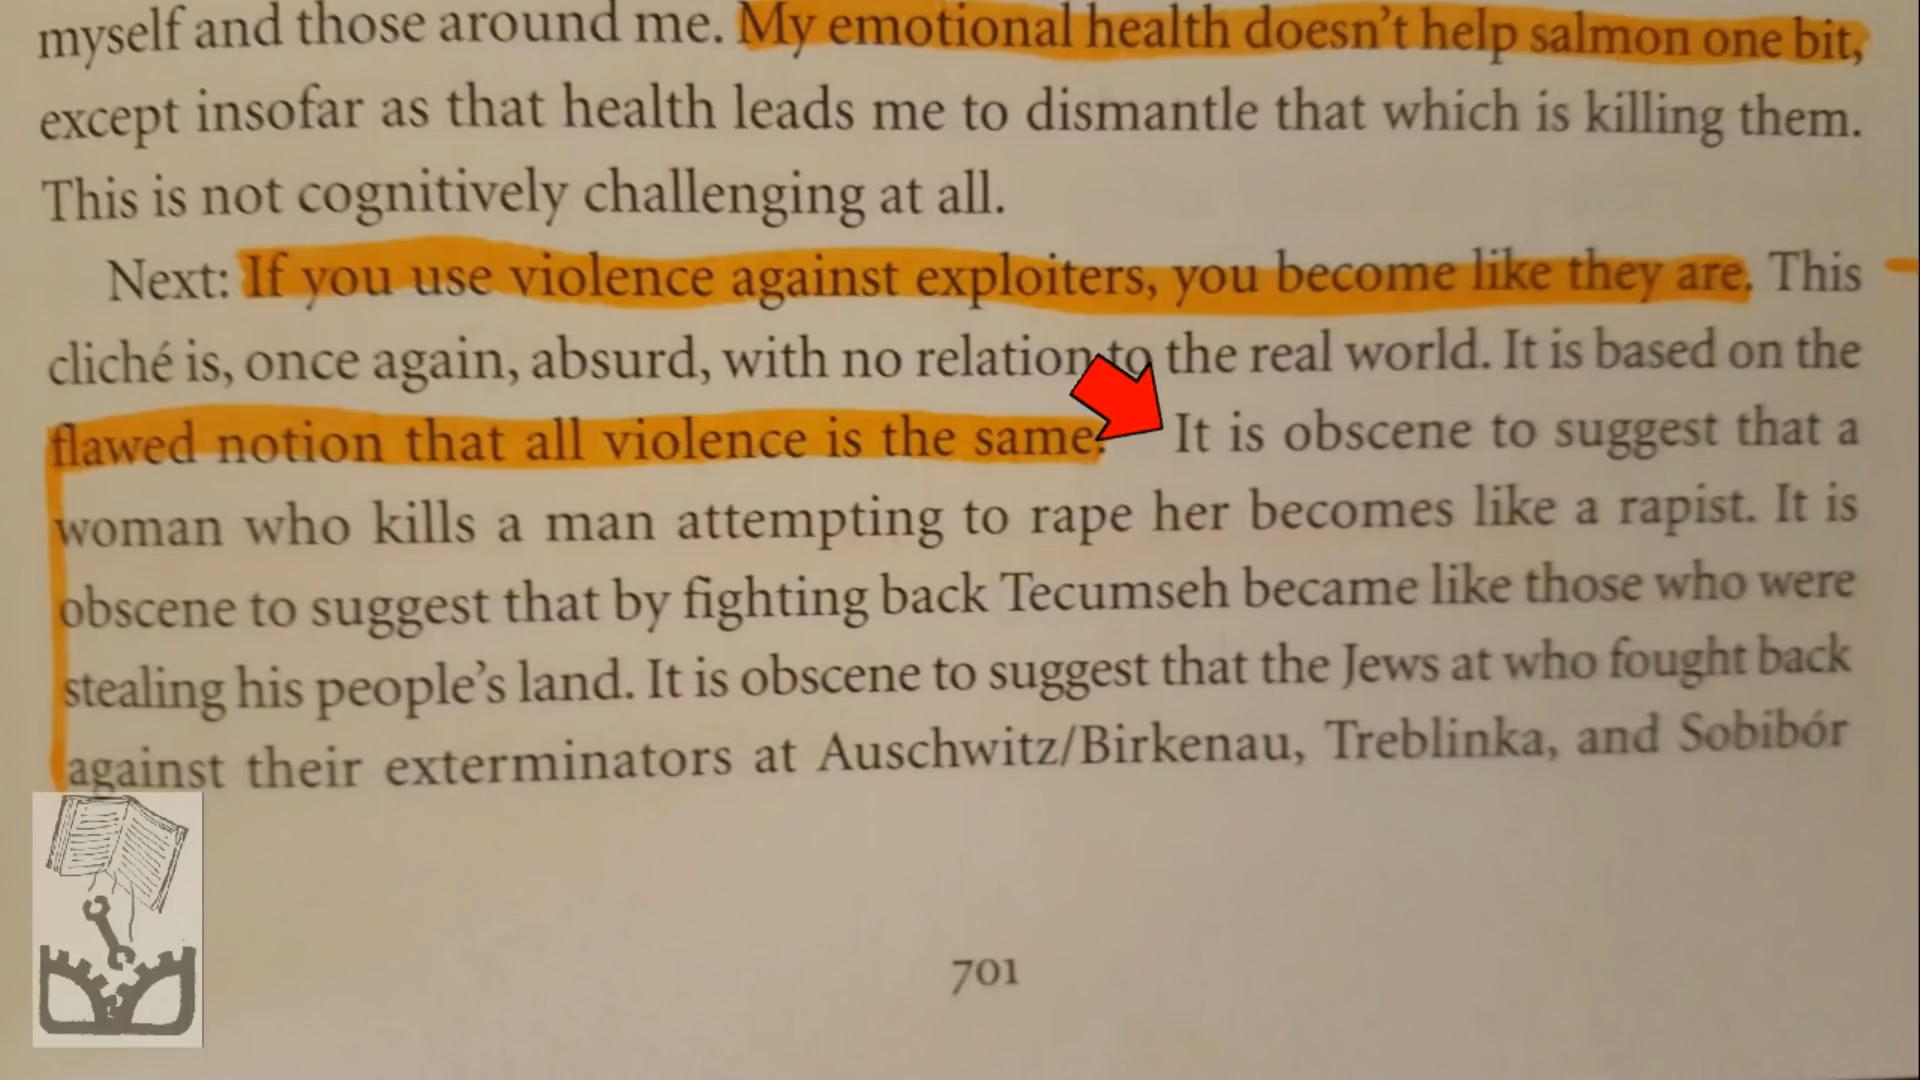 myself and those around me. My emotional health doesn't help salmon one bit,
except insofar as that health leads me to dismantle that which is killing them.
This is not cognitively challenging at all.
Next: If you use violence against exploiters, you become like they are. This
cliché is, once again, absurd, with no relation to the real world. It is based on the
flawed notion that all violence is the same. It is obscene to suggest that a
woman who kills a man attempting to rape her becomes like a rapist. It is
obscene to suggest that by fighting back Tecumseh became like those who were
stealing his people's land. It is obscene to suggest that the Jews at who fought back
against their exterminators at Auschwitz/Birkenau, Treblinka, and Sobibór
701